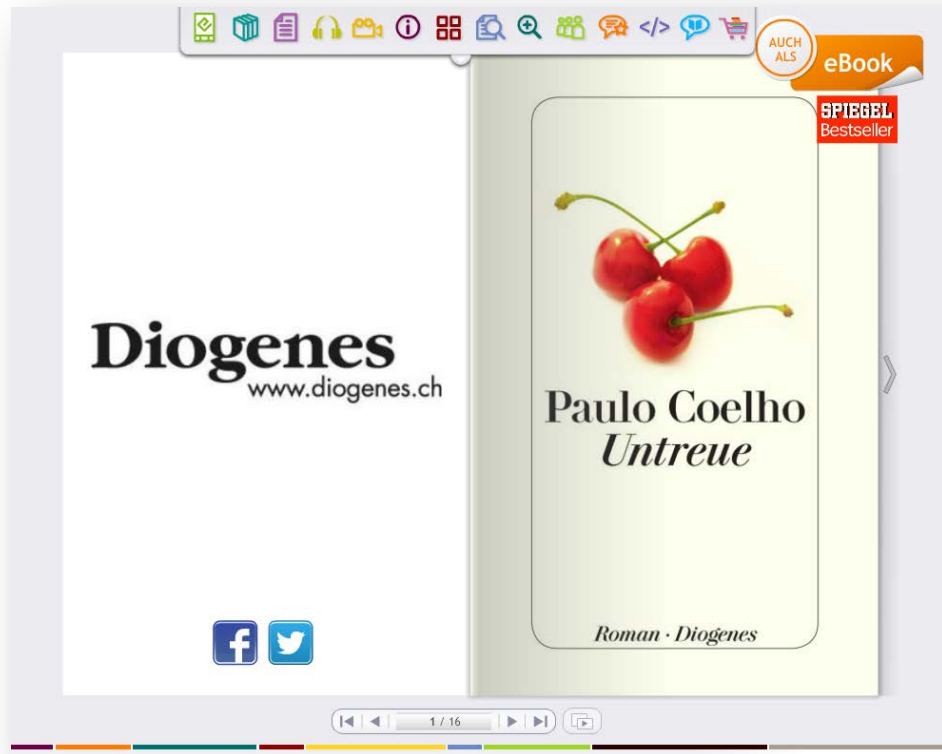 AUCH
ALS
eBook
SPIEGEL
Bestseller
Diogenes
www.diogenes.ch
Paulo Coelho
Untreue
Roman · Diogenes
1 / 16